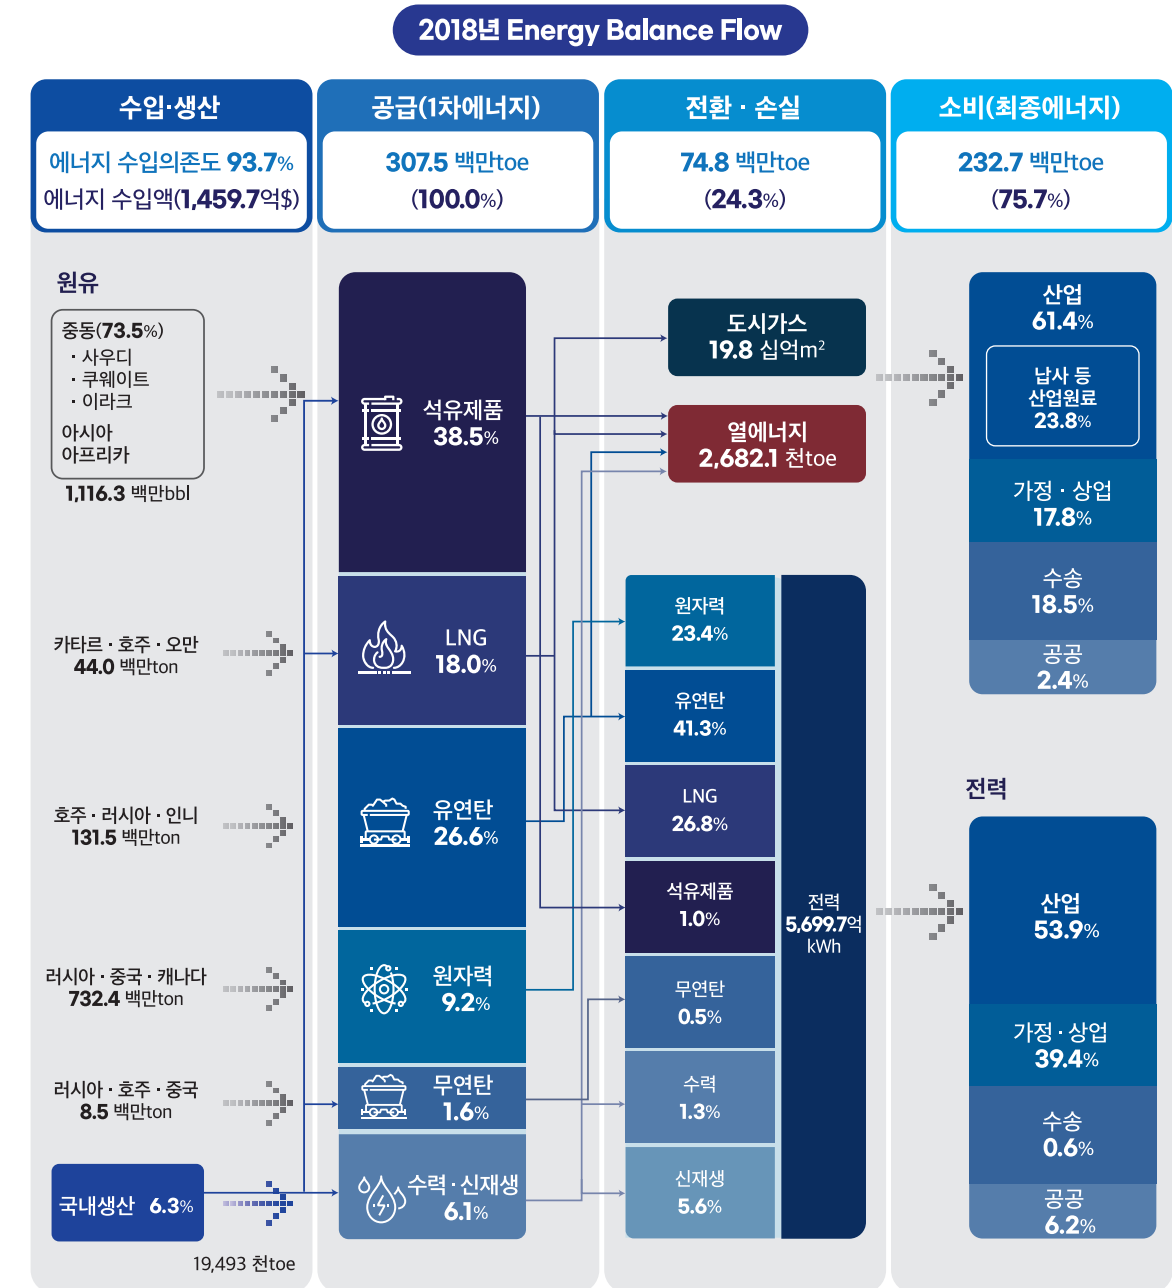 2018년 Energy Balance Flow
수입·생산
에너지 수입의존도 93.7%
에너지 수입액(1,459.7억$)
공급(1차에너지)
307.5 백만toe
(100.0%)
전환 · 손실
74.8 백만toe
(24.3%)
소비(최종에너지)
232.7 백만toe
(75.7%)
원유
중동(73.5%)
· 사우디
· 쿠웨이트
· 이라크
아시아
아프리카
1,116.3 백만bbl
카타르 · 호주 · 오만
44.0 백만ton
호주 · 러시아 · 인니
131.5 백만ton
러시아 · 중국 · 캐나다
732.4 백만ton
러시아 · 호주 · 중국
8.5 백만ton
국내생산 6.3%
19,493 천toe
석유제품
38.5%
LNG
18.0%
유연탄
26.6%
원자력
9.2%
무연탄
1.6%
수력 · 신재생
6.1%
도시가스
19.8 십억m²
열에너지
2,682.1 천toe
원자력
23.4%
유연탄
41.3%
LNG
26.8%
석유제품
1.0%
무연탄
0.5%
수력
1.3%
신재생
5.6%
전력
5,699.7억
kWh
산업
61.4%
납사 등
산업원료
23.8%
가정 · 상업
17.8%
수송
18.5%
공공
2.4%
전력
산업
53.9%
가정 · 상업
39.4%
수송
0.6%
공공
6.2%